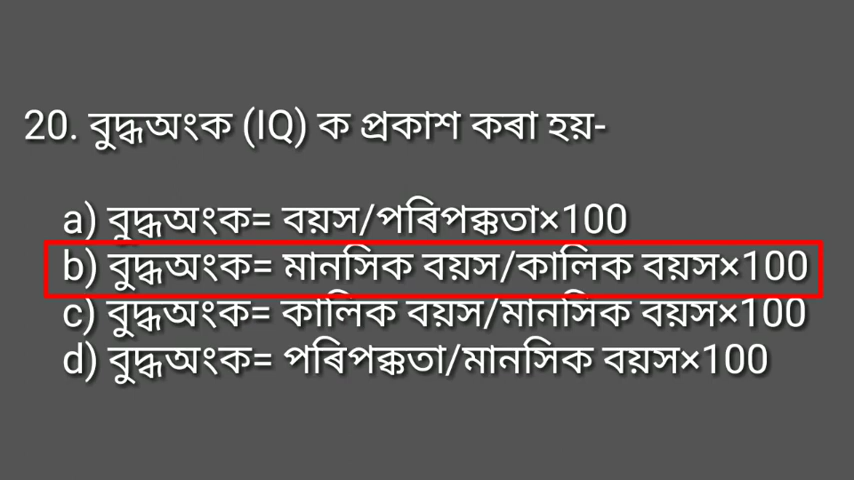 20. বুদ্ধঅংক (IQ) ক প্ৰকাশ কৰা হয়-
a) বুদ্ধঅংক= বয়স/পৰিপক্কতা×100
b) বুদ্ধঅংক= মানসিক বয়স/কালিক বয়স×100
c) বুদ্ধঅংক= কালিক বয়স/মানসিক বয়স×100
d) বুদ্ধঅংক= পৰিপক্কতা/মানসিক বয়স×100